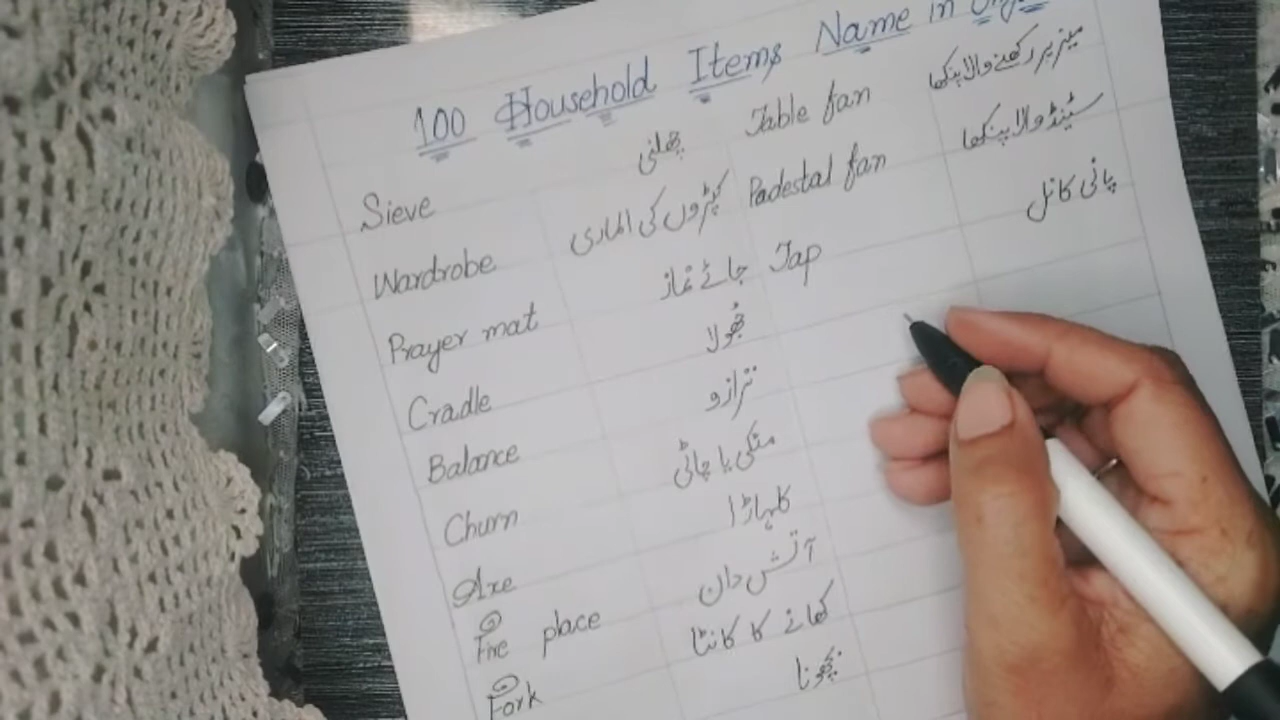 100 Household Items Name in
Sieve چھلنی Table fan میز پر رکھنے والا پنکھا
Wardrobe کپڑوں کی الماری Padestal fan سٹینڈ والا پنکھا
Prayer mat جائے نماز Tap پانی کا نل
Cradle جُھولا
Balance ترازو
Churn مٹکی یا چاٹی
Axe کلہاڑا
Fire place آتش دان
Fork کھانے کا کانٹا
بچھونا